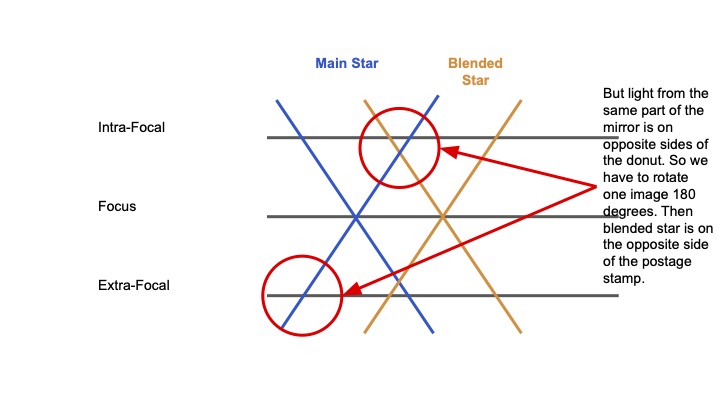 Main Star
Blended
Star
Intra-Focal
Focus
Extra-Focal
But light from the
same part of the
mirror is on
opposite sides of
the donut. So we
have to rotate
one image 180
degrees. Then
blended star is on
the opposite side
of the postage
stamp.